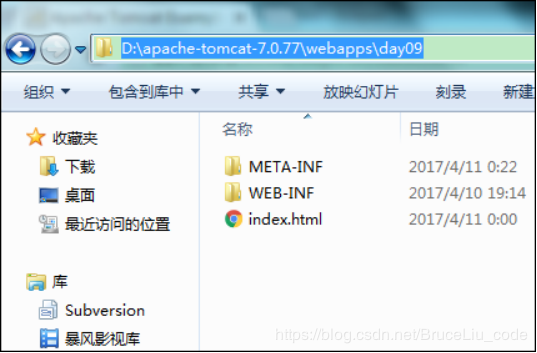 D:\apache-tomcat-7.0.77\webapps\day09
组织 包含到库中 共享 放映幻灯片 刻录 新建
名称 日期
收藏夹
下载
桌面
最近访问的位置
库
Subversion
暴风影视库
META-INF 2017/4/11 0:22
WEB-INF 2017/4/10 19:14
index.html 2017/4/11 0:00
https://blog.csdn.net/BruceLiu_code